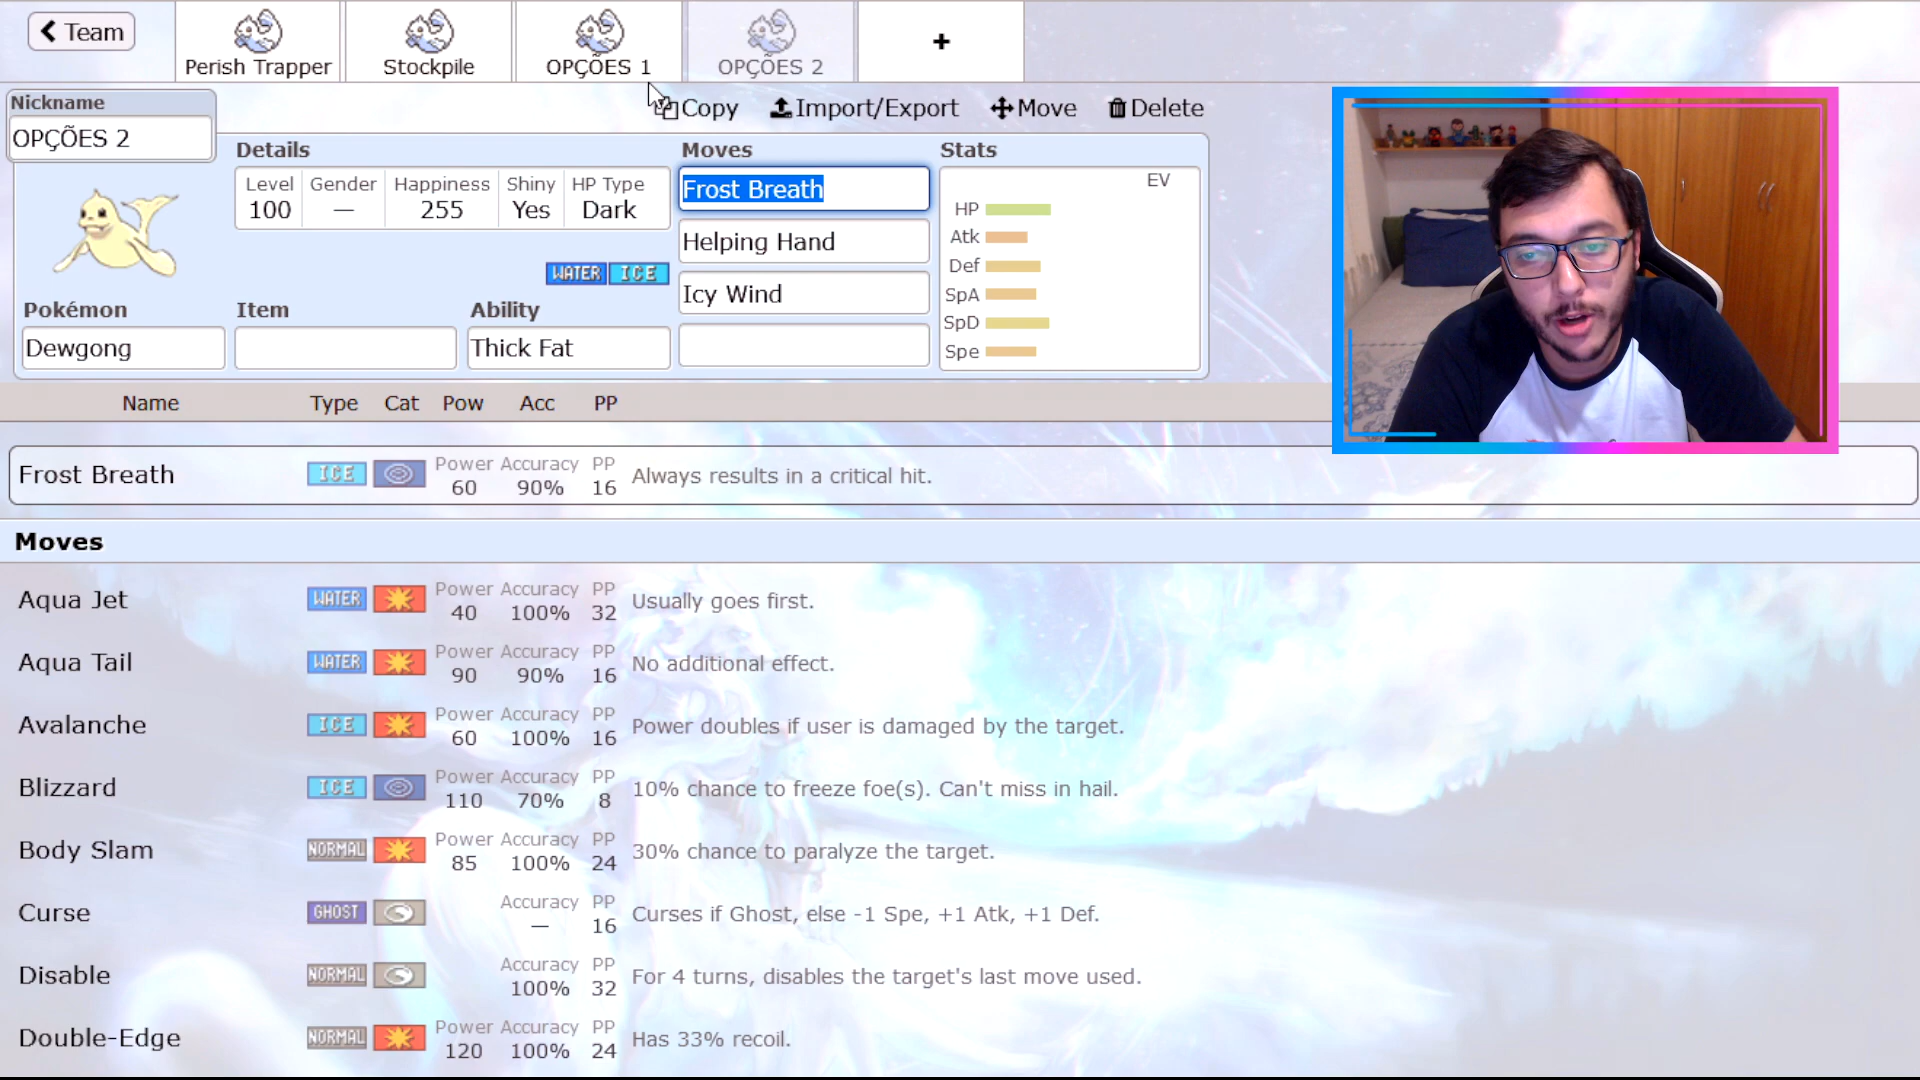 Team
Perish Trapper
Stockpile
OPÇÕES 1
OPÇÕES 2
+
Copy
Import/Export
Move
Delete
Nickname
OPÇÕES 2
Details
Level Gender Happiness Shiny HP Type
100 — 255 Yes Dark
WATER ICE
Pokémon
Dewgong
Item
Ability
Thick Fat
Moves
Frost Breath
Helping Hand
Icy Wind
Stats
EV
HP
Atk
Def
SpA
SpD
Spe
Name Type Cat Pow Acc PP
Frost Breath ICE Power 60 Accuracy 90% PP 16 Always results in a critical hit.
Moves
Aqua Jet WATER Power 40 Accuracy 100% PP 32 Usually goes first.
Aqua Tail WATER Power 90 Accuracy 90% PP 16 No additional effect.
Avalanche ICE Power 60 Accuracy 100% PP 16 Power doubles if user is damaged by the target.
Blizzard ICE Power 110 Accuracy 70% PP 8 10% chance to freeze foe(s). Can't miss in hail.
Body Slam NORMAL Power 85 Accuracy 100% PP 24 30% chance to paralyze the target.
Curse GHOST Accuracy — PP 16 Curses if Ghost, else -1 Spe, +1 Atk, +1 Def.
Disable NORMAL Accuracy 100% PP 32 For 4 turns, disables the target's last move used.
Double-Edge NORMAL Power 120 Accuracy 100% PP 24 Has 33% recoil.